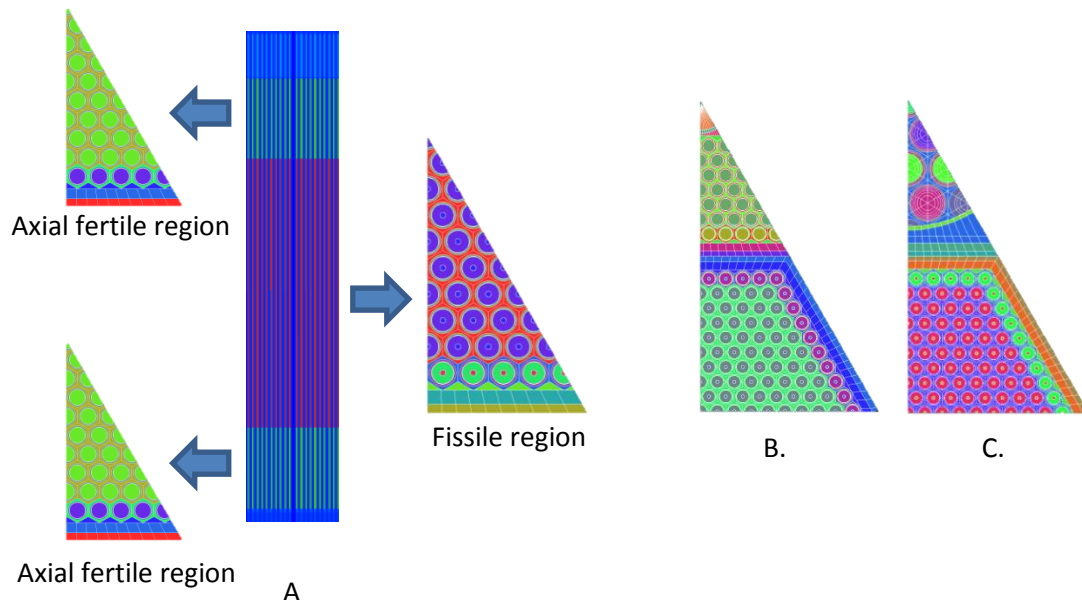 Axial fertile region
Fissile region
B.
C.
Axial fertile region
A